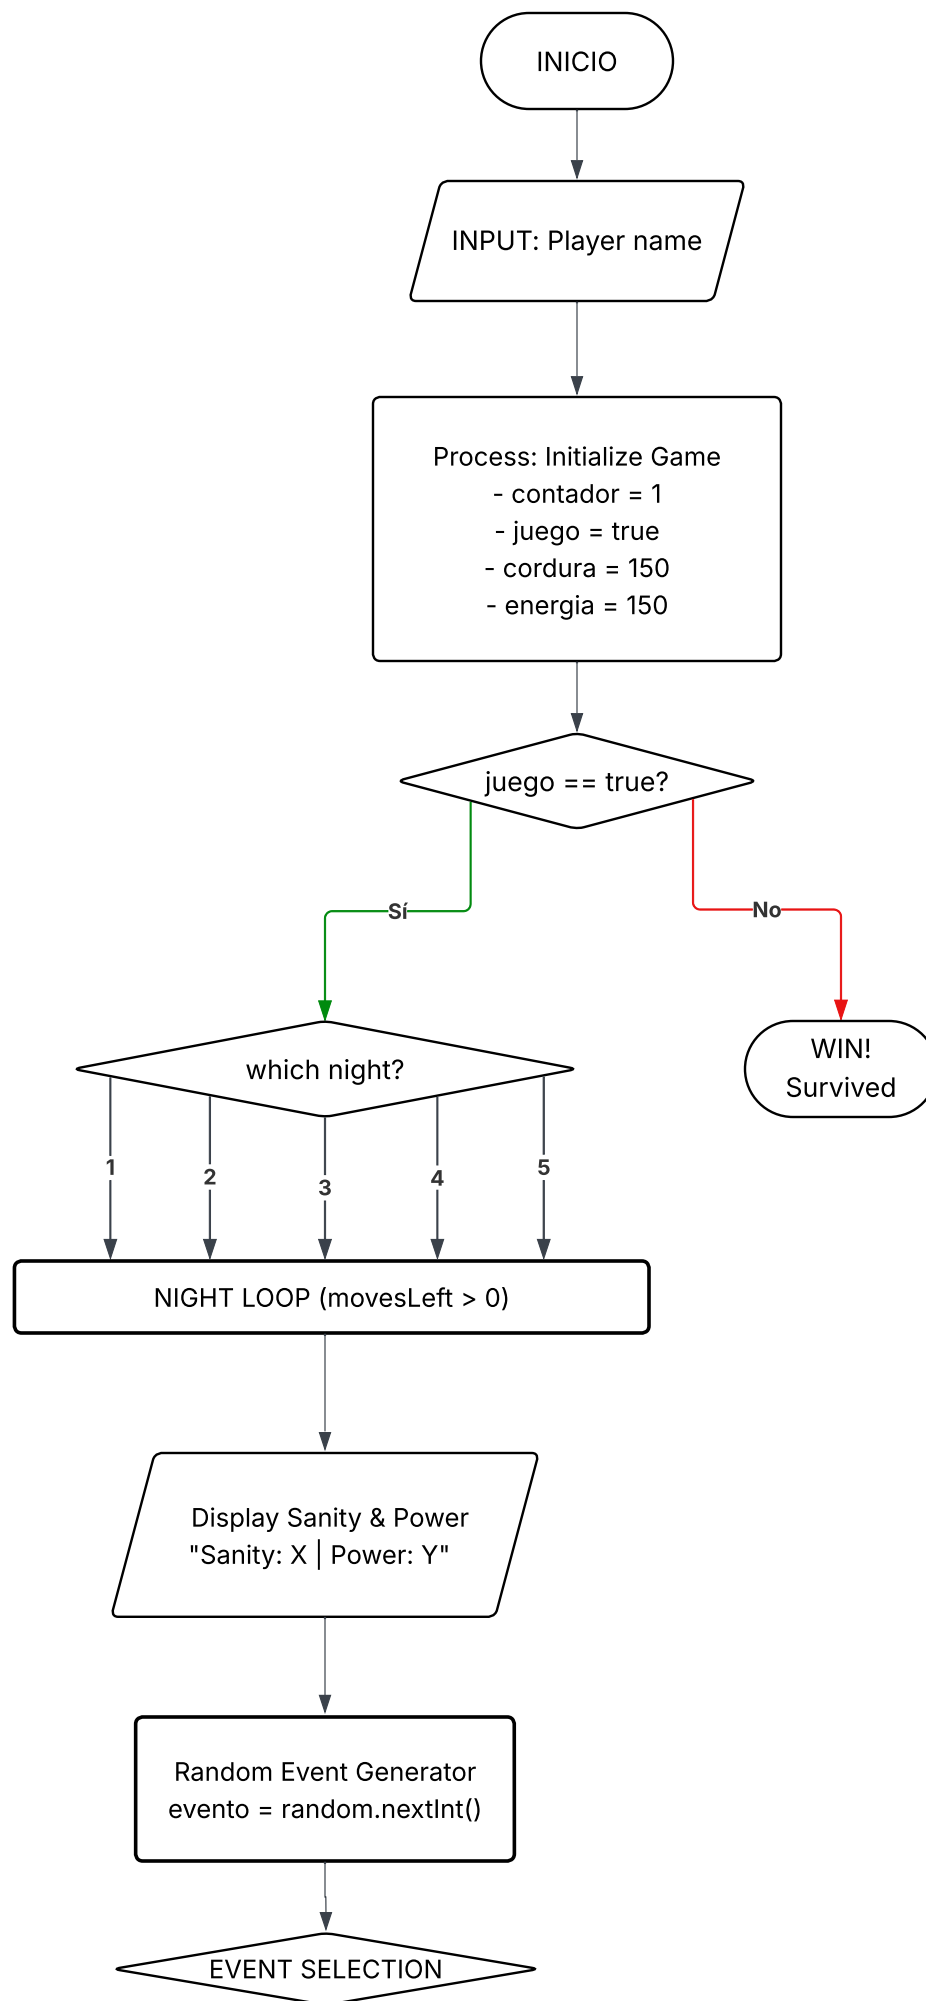 INICIO
INPUT: Player name
Process: Initialize Game
- contador = 1
- juego = true
- cordura = 150
- energia = 150
juego == true?
Sí
No
WIN!
Survived
which night?
1
2
3
4
5
NIGHT LOOP (movesLeft > 0)
Display Sanity & Power
"Sanity: X | Power: Y"
Random Event Generator
evento = random.nextInt()
EVENT SELECTION